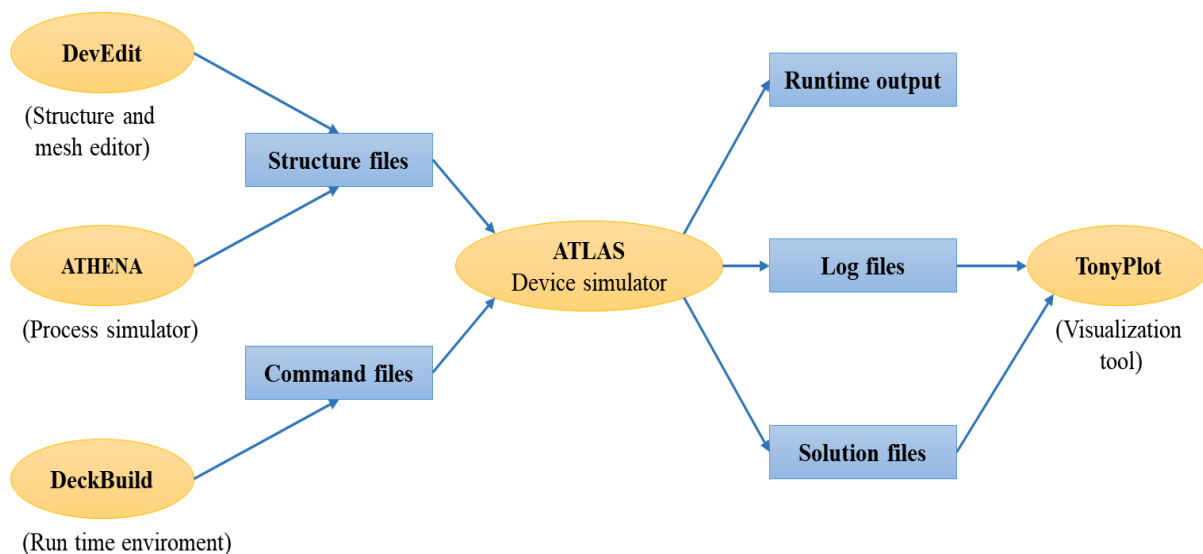 DevEdit
(Structure and
mesh editor)
Structure files
ATHENA
(Process simulator)
Command files
DeckBuild
(Run time enviroment)
ATLAS
Device simulator
Runtime output
Log files
Solution files
TonyPlot
(Visualization
tool)